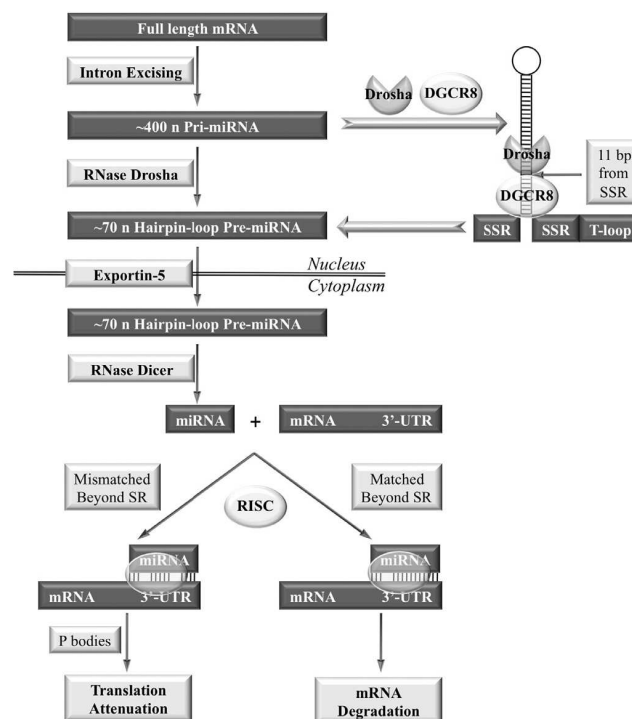 Full length mRNA
Intron Excising
Drosha
DGCR8
~400 n Pri-miRNA
RNase Drosha
Drosha
11 bp
from
SSR
DGCR8
~70 n Hairpin-loop Pre-miRNA
SSR
SSR
T-loop
Exportin-5
Nucleus
Cytoplasm
~70 n Hairpin-loop Pre-miRNA
RNase Dicer
miRNA
+
mRNA 3'-UTR
Mismatched
Beyond SR
RISC
Matched
Beyond SR
miRNA
mRNA 3'-UTR
miRNA
mRNA 3'-UTR
P bodies
Translation
Attenuation
mRNA
Degradation